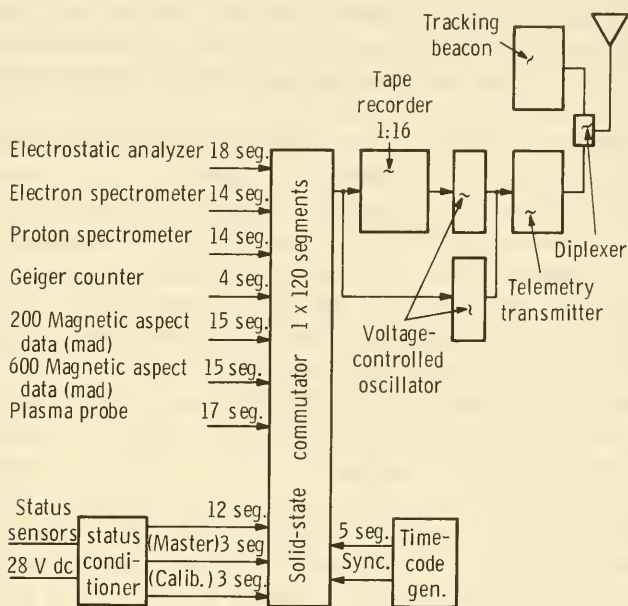 Tracking
beacon
Tape
recorder
1:16
Electrostatic analyzer 18 seg.
Electron spectrometer 14 seg.
Proton spectrometer 14 seg.
Geiger counter 4 seg.
200 Magnetic aspect 15 seg.
data (mad)
600 Magnetic aspect 15 seg.
data (mad)
Plasma probe 17 seg.
Solid-state commutator 1 x 120 segments
Voltage-
controlled
oscillator
Diplexer
Telemetry
transmitter
Status
sensors
28 V dc
status
condi-
tioner
12 seg.
(Master) 3 seg
(Calib.) 3 seg.
5 seg.
Sync.
Time-
code
gen.